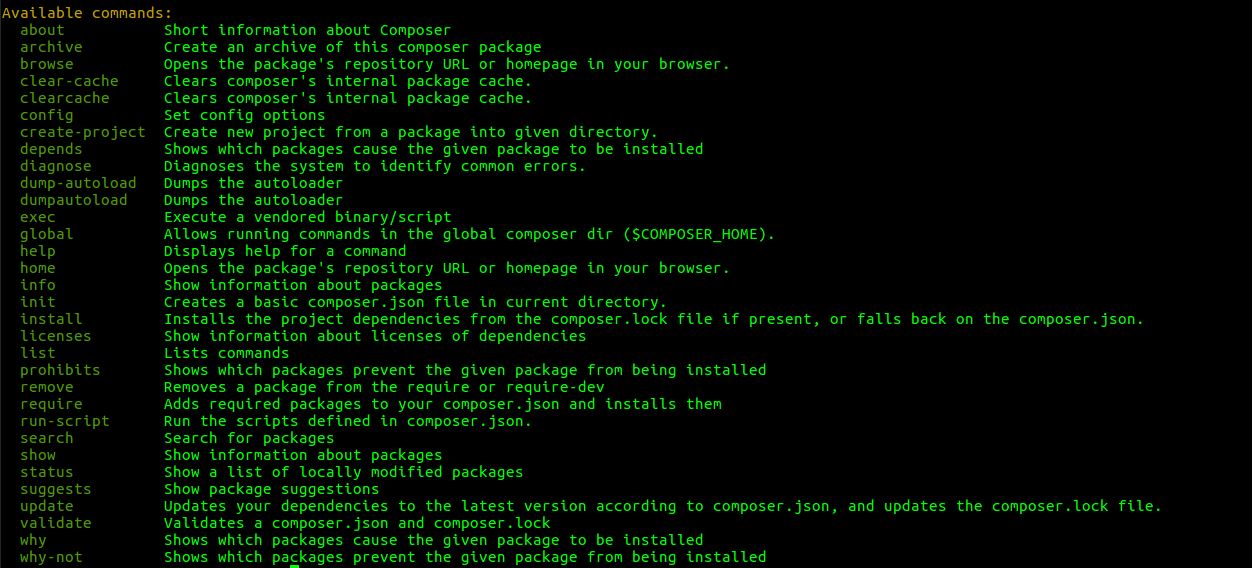 Available commands:
  about           Short information about Composer
  archive         Create an archive of this composer package
  browse          Opens the package's repository URL or homepage in your browser.
  clear-cache     Clears composer's internal package cache.
  clearcache      Clears composer's internal package cache.
  config          Set config options
  create-project  Create new project from a package into given directory.
  depends         Shows which packages cause the given package to be installed
  diagnose        Diagnoses the system to identify common errors.
  dump-autoload   Dumps the autoloader
  dumpautoload    Dumps the autoloader
  exec            Execute a vendored binary/script
  global          Allows running commands in the global composer dir ($COMPOSER_HOME).
  help            Displays help for a command
  home            Opens the package's repository URL or homepage in your browser.
  info            Show information about packages
  init            Creates a basic composer.json file in current directory.
  install         Installs the project dependencies from the composer.lock file if present, or falls back on the composer.json.
  licenses        Show information about licenses of dependencies
  list            Lists commands
  prohibits       Shows which packages prevent the given package from being installed
  remove          Removes a package from the require or require-dev
  require         Adds required packages to your composer.json and installs them
  run-script      Run the scripts defined in composer.json.
  search          Search for packages
  show            Show information about packages
  status          Show a list of locally modified packages
  suggests        Show package suggestions
  update          Updates your dependencies to the latest version according to composer.json, and updates the composer.lock file.
  validate        Validates a composer.json and composer.lock
  why             Shows which packages cause the given package to be installed
  why-not         Shows which packages prevent the given package from being installed